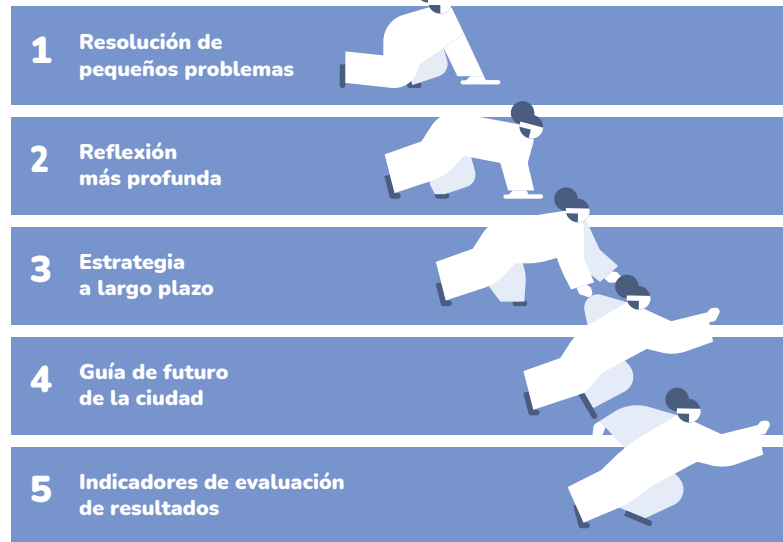 1
Resolución de
pequeños problemas
2
Reflexión
más profunda
3
Estrategia
a largo plazo
4
Guía de futuro
de la ciudad
5
Indicadores de evaluación
de resultados